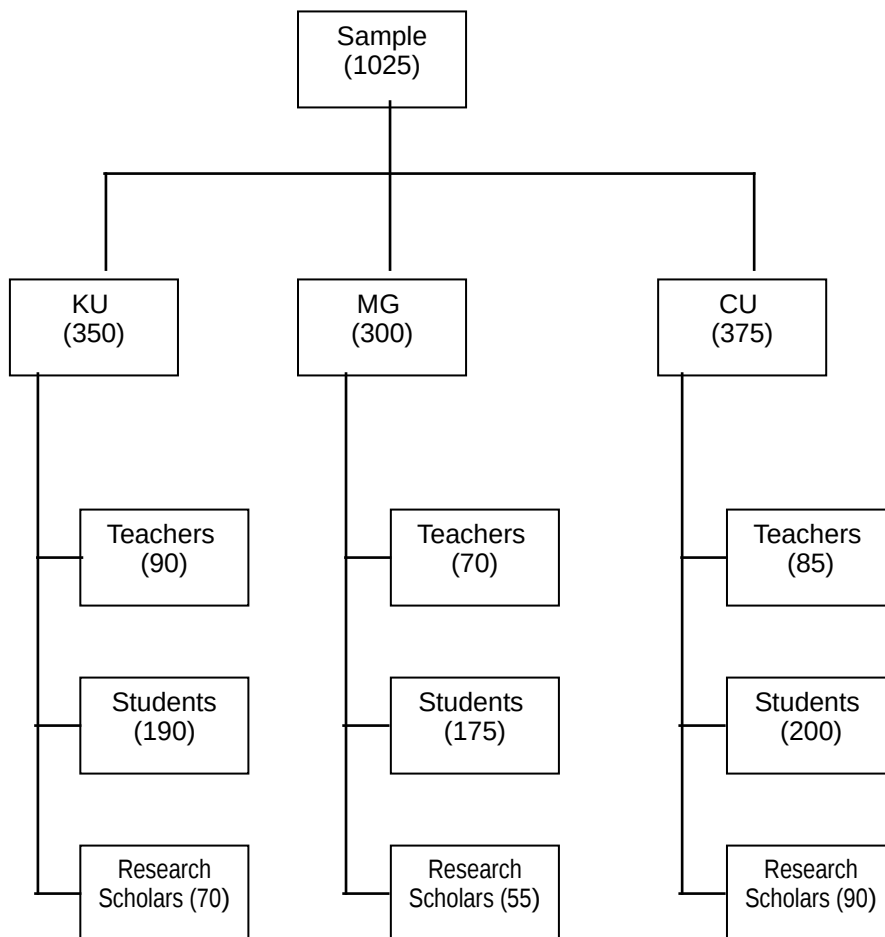 Sample
(1025)
KU
(350)
MG
(300)
CU
(375)
Teachers
(90)
Teachers
(70)
Teachers
(85)
Students
(190)
Students
(175)
Students
(200)
Research
Scholars (70)
Research
Scholars (55)
Research
Scholars (90)